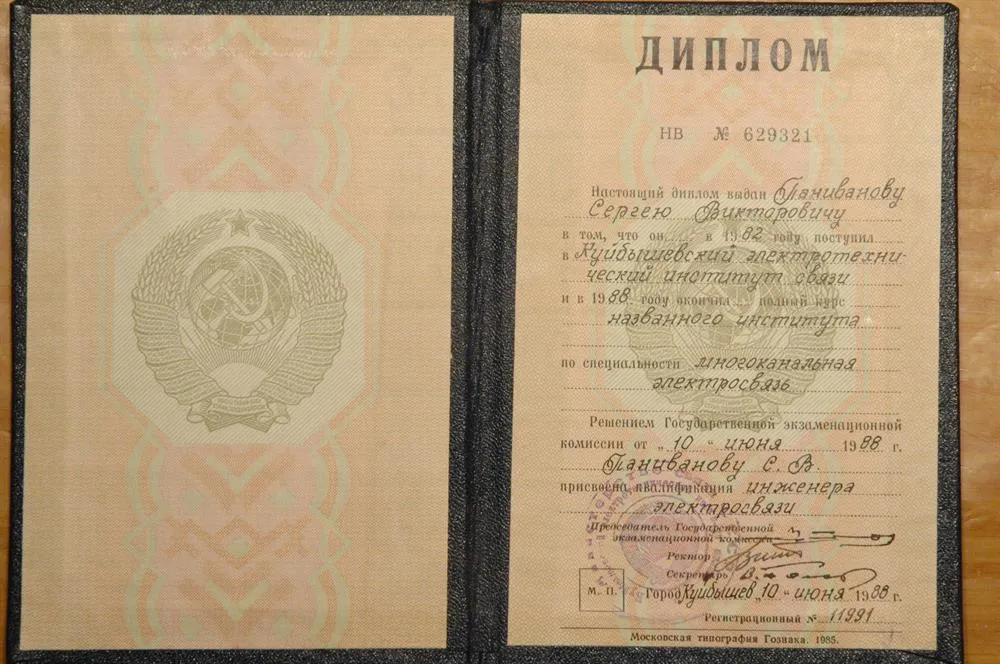 ДИПЛОМ
НВ № 629321
Настоящий диплом выдан Паниванову
Сергею Викторовичу
в том, что он в 1982 году поступил
в Куйбышевский электротехни-
ческий институт связи
и в 1988 году окончил полный курс
названного института
по специальности многоканальная
электросвязь
Решением Государственной экзаменационной
комиссии от „10“ июня 1988 г.
Паниванову С. В.
присвоена квалификация инженера
электросвязи
Председатель Государственной
экзаменационной комиссии
Ректор
Секретарь
М. П. Город Куйбышев „10“ июня 1988 г.
Регистрационный № 11991
Московская типография Гознака. 1985.